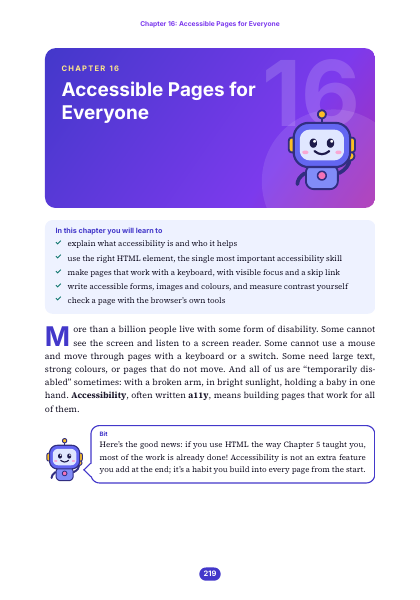 Chapter 16: Accessible Pages for Everyone
16
CHAPTER 16
Accessible Pages for
Everyone
In this chapter you will learn to
✓ explain what accessibility is and who it helps
✓ use the right HTML element, the single most important accessibility skill
✓ make pages that work with a keyboard, with visible focus and a skip link
✓ write accessible forms, images and colours, and measure contrast yourself
✓ check a page with the browser's own tools
More than a billion people live with some form of disability. Some cannot
see the screen and listen to a screen reader. Some cannot use a mouse
and move through pages with a keyboard or a switch. Some need large text,
strong colours, or pages that do not move. And all of us are “temporarily dis-
abled” sometimes: with a broken arm, in bright sunlight, holding a baby in one
hand. Accessibility, often written a11y, means building pages that work for all
of them.
Bit
Here's the good news: if you use HTML the way Chapter 5 taught you,
most of the work is already done! Accessibility is not an extra feature
you add at the end; it's a habit you build into every page from the start.
219